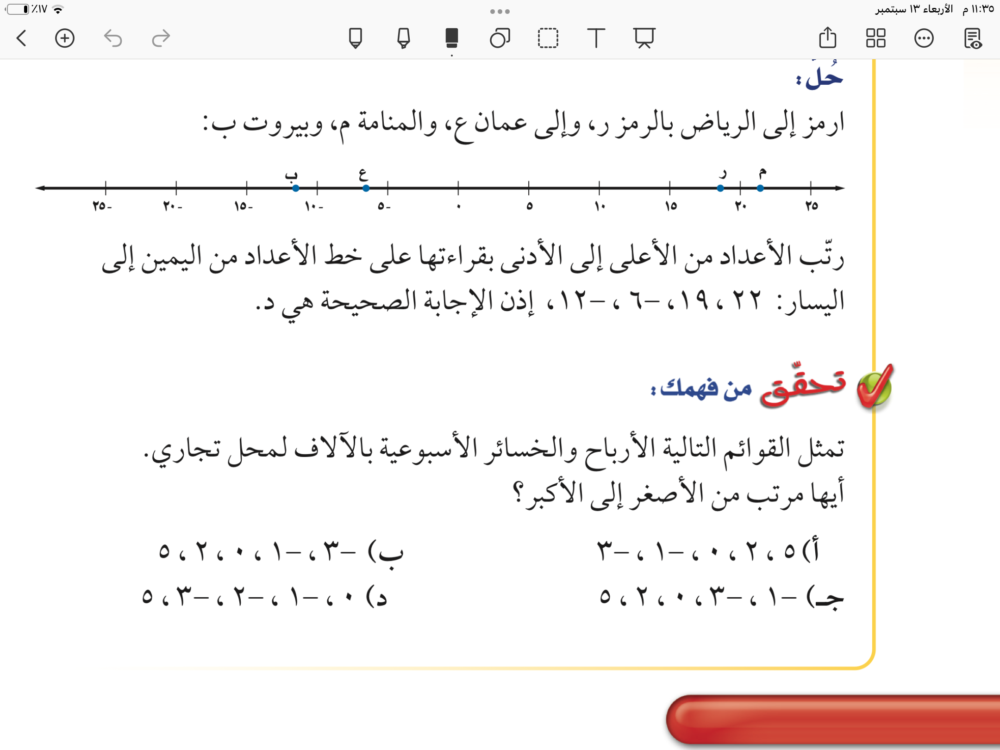 ١١:٣٥ م الأربعاء ١٣ سبتمبر
٪١٧
حُلَّ:
ارمز إلى الرياض بالرمز ر، وإلى عمان ع، والمنامة م، وبيروت ب:
م ر ع ب
٢٥ ٢٠ ١٥ ١٠ ٥ ٠ -٥ -١٠ -١٥ -٢٠ -٢٥
رتّب الأعداد من الأعلى إلى الأدنى بقراءتها على خط الأعداد من اليمين إلى
اليسار: ٢٢ ، ١٩، –٦ ، –١٢ ، إذن الإجابة الصحيحة هي د.
تحقّق من فهمك:
تمثل القوائم التالية الأرباح والخسائر الأسبوعية بالآلاف لمحل تجاري.
أيها مرتب من الأصغر إلى الأكبر؟
أ) ٥ ، ٢ ، ٠ ، –١ ، –٣
ب) –٣ ، –١ ، ٠ ، ٢ ، ٥
جـ) –١ ، –٣ ، ٠ ، ٢ ، ٥
د) ٠ ، –١ ، –٢ ، –٣ ، ٥